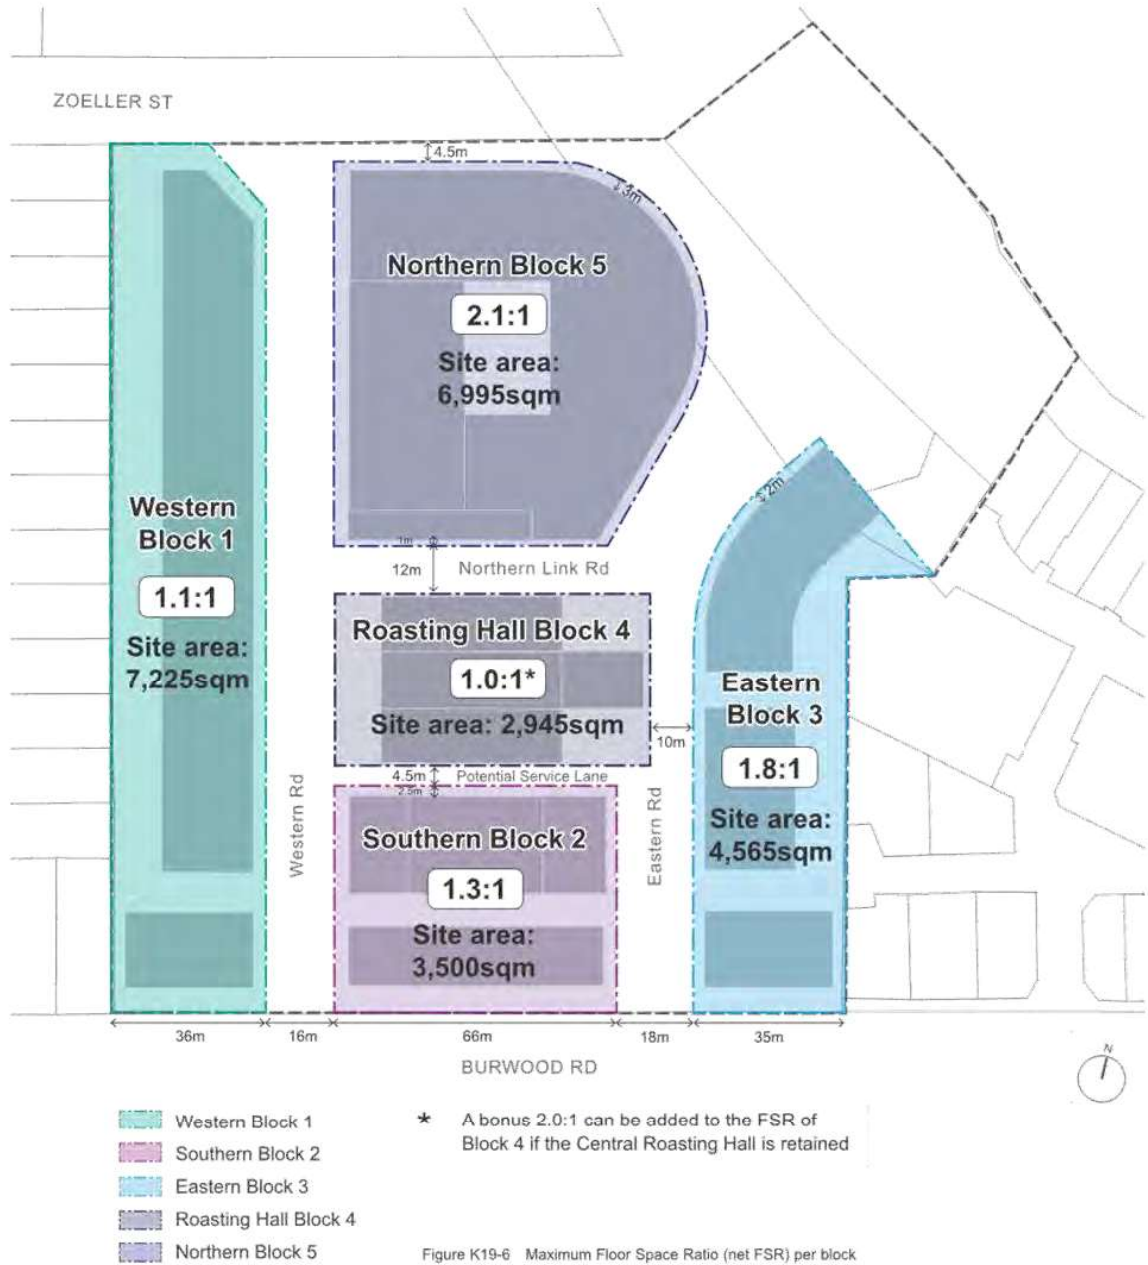 ZOELLER ST
4.5m
3m
Northern Block 5
2.1:1
Site area:
6,995sqm
2m
Western
Block 1
1.1:1
Site area:
7,225sqm
1m
12m
Northern Link Rd
Roasting Hall Block 4
1.0:1*
Site area: 2,945sqm
Eastern
Block 3
1.8:1
Site area:
4,565sqm
10m
4.5m
Potential Service Lane
2.5m
Western Rd
Eastern Rd
Southern Block 2
1.3:1
Site area:
3,500sqm
36m
16m
66m
18m
35m
BURWOOD RD
N
Western Block 1
Southern Block 2
Eastern Block 3
Roasting Hall Block 4
Northern Block 5
* A bonus 2.0:1 can be added to the FSR of
Block 4 if the Central Roasting Hall is retained
Figure K19-6 Maximum Floor Space Ratio (net FSR) per block